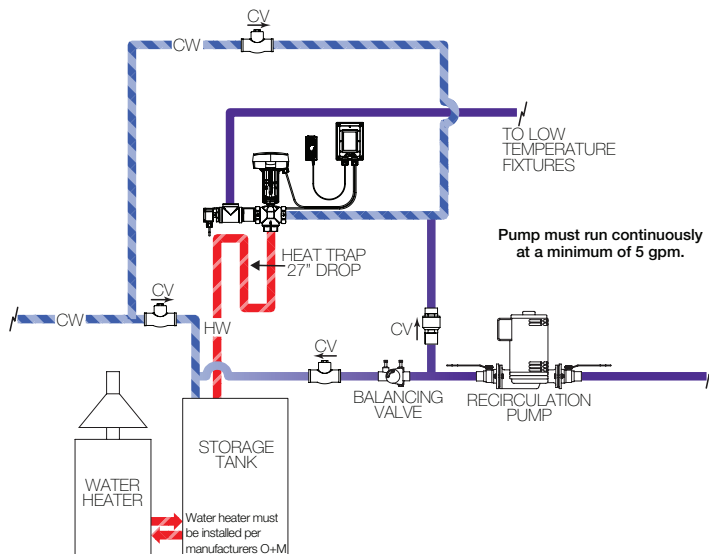 CV
CW
TO LOW
TEMPERATURE
FIXTURES
Pump must run continuously
at a minimum of 5 gpm.
HEAT TRAP
27" DROP
CV
CW
HW
CV
CV
BALANCING
VALVE
RECIRCULATION
PUMP
STORAGE
TANK
WATER
HEATER
Water heater must
be installed per
manufacturers O+M